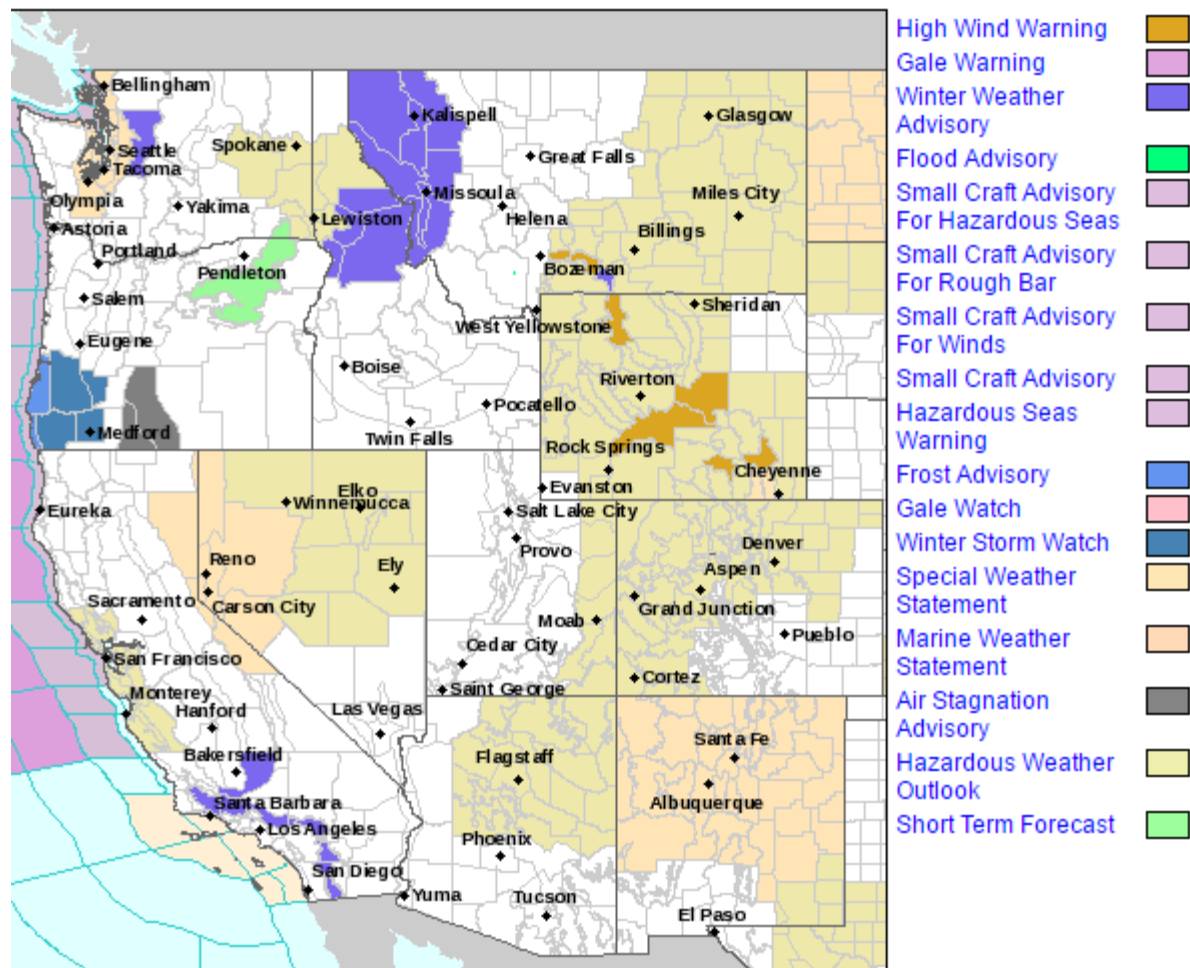 Bellingham
Kalispell
Glasgow
Seattle
Spokane
Great Falls
Tacoma
Missoula
Miles City
Olympia
Yakima
Lewiston
Helena
Astoria
Billings
Portland
Pendleton
Bozeman
Salem
Sheridan
West Yellowstone
Eugene
Boise
Riverton
Pocatello
Medford
Twin Falls
Rock Springs
Cheyenne
Evanston
Elko
Winnemucca
Eureka
Salt Lake City
Provo
Denver
Reno
Ely
Aspen
Sacramento
Carson City
Grand Junction
Moab
Pueblo
Cedar City
San Francisco
Cortez
Saint George
Monterey
Hanford
Las Vegas
Santa Fe
Bakersfield
Flagstaff
Albuquerque
Santa Barbara
Los Angeles
Phoenix
San Diego
Yuma
Tucson
El Paso
High Wind Warning
Gale Warning
Winter Weather
Advisory
Flood Advisory
Small Craft Advisory
For Hazardous Seas
Small Craft Advisory
For Rough Bar
Small Craft Advisory
For Winds
Small Craft Advisory
Hazardous Seas
Warning
Frost Advisory
Gale Watch
Winter Storm Watch
Special Weather
Statement
Marine Weather
Statement
Air Stagnation
Advisory
Hazardous Weather
Outlook
Short Term Forecast